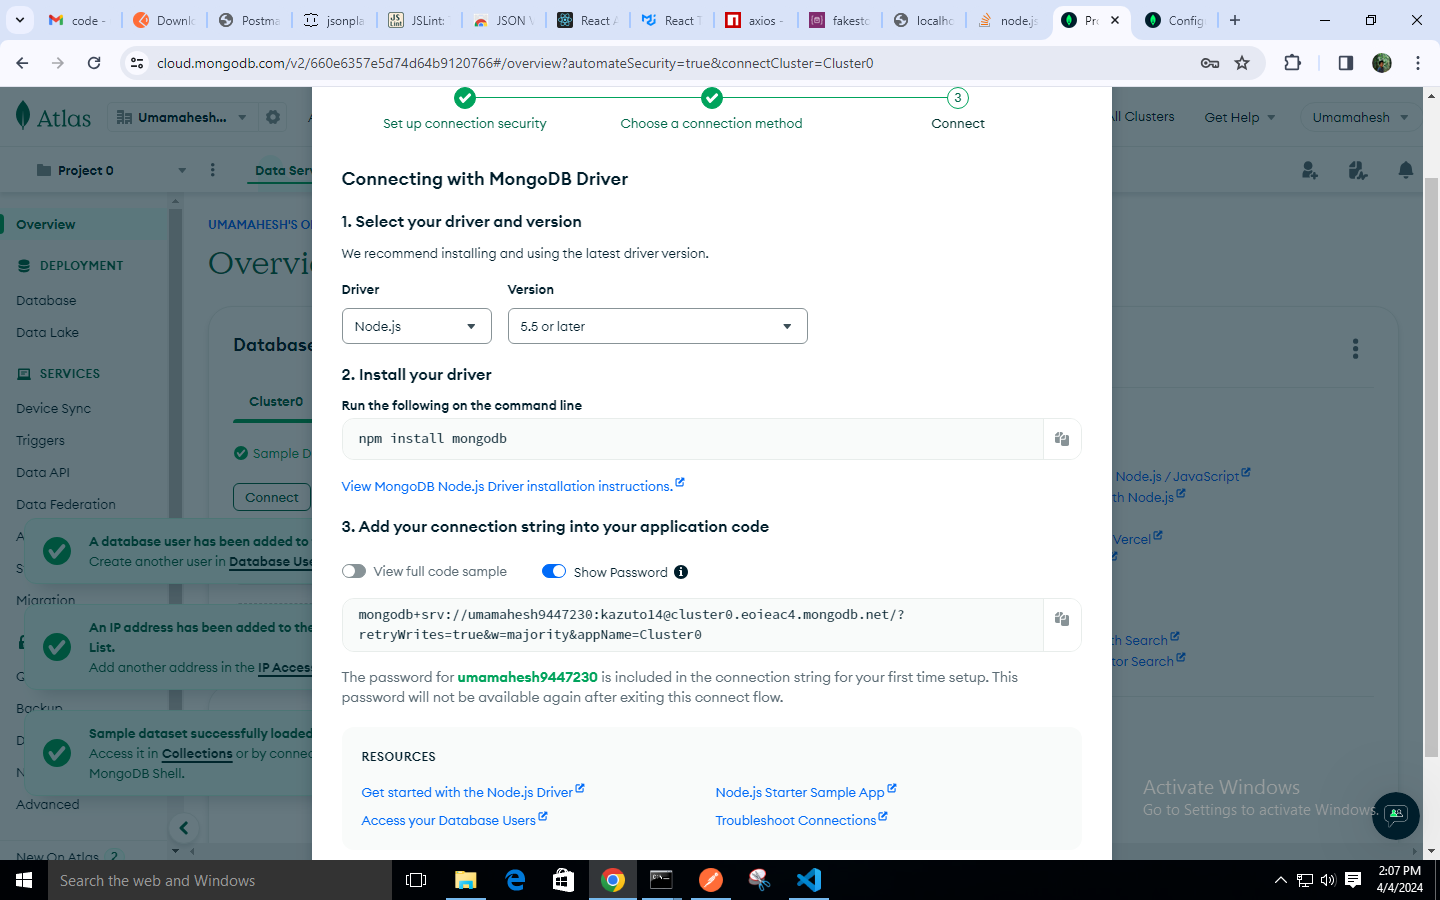 code -
Downlo
Postma
jsonpla
JSLint:
JSON V
React A
React T
axios -
fakesto
localho
node.js
Pr
Config
cloud.mongodb.com/v2/660e6357e5d74d64b9120766#/overview?automateSecurity=true&connectCluster=Cluster0
Atlas
Umamahesh...
All Clusters
Get Help
Umamahesh
3
Set up connection security
Choose a connection method
Connect
Project 0
Data Serv
Connecting with MongoDB Driver
1. Select your driver and version
We recommend installing and using the latest driver version.
Driver
Version
Node.js
5.5 or later
2. Install your driver
Run the following on the command line
npm install mongodb
View MongoDB Node.js Driver installation instructions.
3. Add your connection string into your application code
View full code sample
Show Password
mongodb+srv://umamahesh9447230:kazuto14@cluster0.eoieac4.mongodb.net/?
retryWrites=true&w=majority&appName=Cluster0
The password for umamahesh9447230 is included in the connection string for your first time setup. This
password will not be available again after exiting this connect flow.
RESOURCES
Get started with the Node.js Driver
Node.js Starter Sample App
Access your Database Users
Troubleshoot Connections
Overview
DEPLOYMENT
Database
Data Lake
SERVICES
Device Sync
Triggers
Data API
Data Federation
Migration
Backup
Advanced
New On Atlas 2
UMAMAHESH'S O
Overvi
Database
Cluster0
Sample D
Connect
A database user has been added to
Create another user in Database Use
An IP address has been added to the
List.
Add another address in the IP Access
Sample dataset successfully loaded
Access it in Collections or by connec
MongoDB Shell.
Node.js / JavaScript
th Node.js
Vercel
th Search
tor Search
Activate Windows
Go to Settings to activate Windows.
Search the web and Windows
2:07 PM
4/4/2024